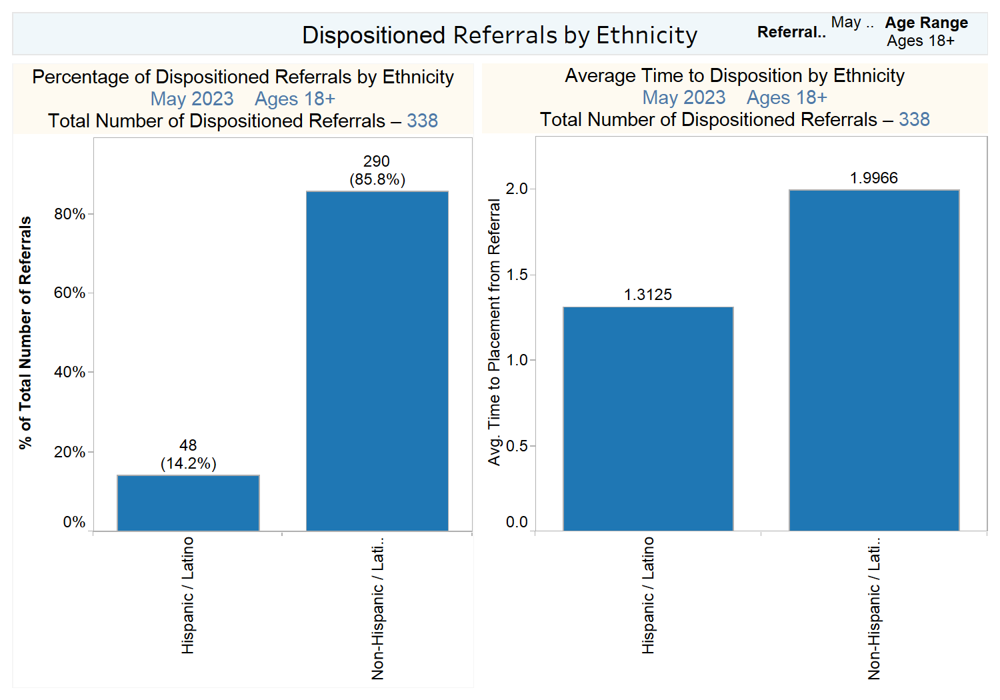 Dispositioned Referrals by Ethnicity
Referral..
May ..
Age Range
Ages 18+
Percentage of Dispositioned Referrals by Ethnicity
May 2023 Ages 18+
Total Number of Dispositioned Referrals – 338
% of Total Number of Referrals
80%
60%
40%
20%
0%
290
(85.8%)
48
(14.2%)
Hispanic / Latino
Non-Hispanic / Lati..
Average Time to Disposition by Ethnicity
May 2023 Ages 18+
Total Number of Dispositioned Referrals – 338
Avg. Time to Placement from Referral
2.0
1.5
1.0
0.5
0.0
1.9966
1.3125
Hispanic / Latino
Non-Hispanic / Lati..